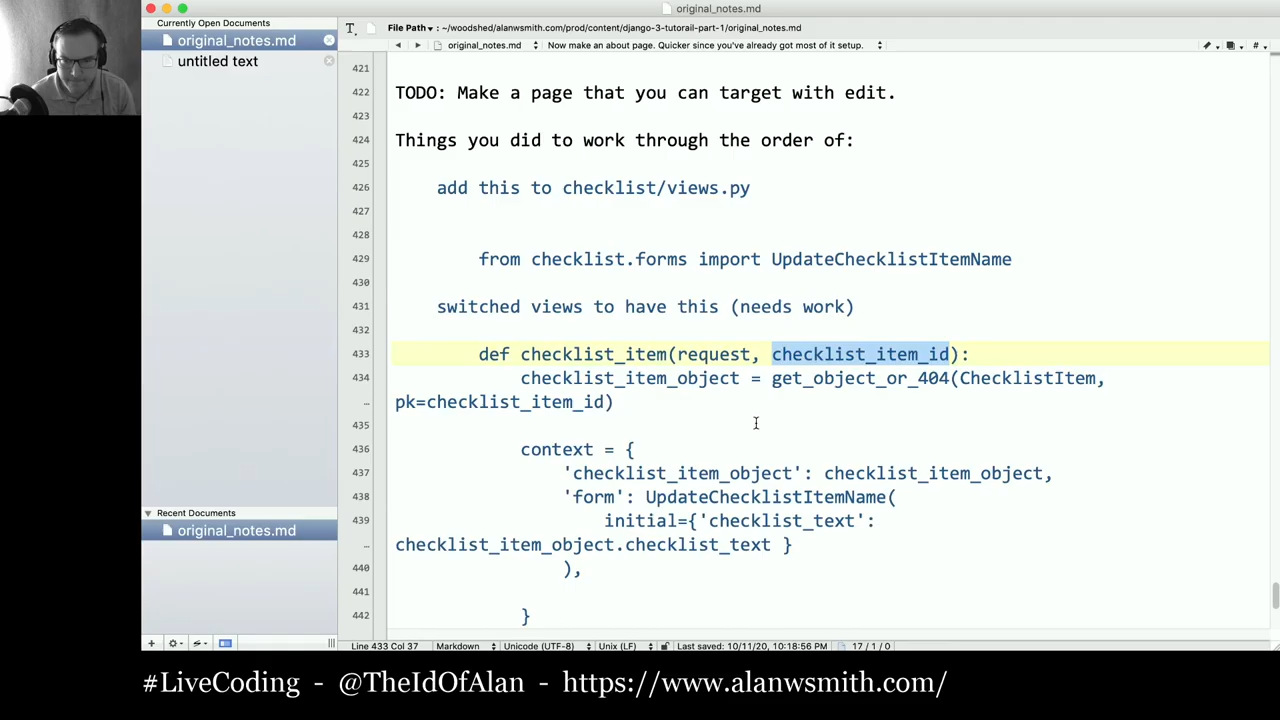 original_notes.md
Currently Open Documents
original_notes.md
untitled text
Recent Documents
original_notes.md
File Path ▾ : ~/woodshed/alanwsmith.com/prod/content/django-3-tutorail-part-1/original_notes.md
original_notes.md Now make an about page. Quicker since you've already got most of it setup.
421
422 TODO: Make a page that you can target with edit.
423
424 Things you did to work through the order of:
425
426 add this to checklist/views.py
427
428
429 from checklist.forms import UpdateChecklistItemName
430
431 switched views to have this (needs work)
432
433 def checklist_item(request, checklist_item_id):
434 checklist_item_object = get_object_or_404(ChecklistItem,
pk=checklist_item_id)
435
436 context = {
437 'checklist_item_object': checklist_item_object,
438 'form': UpdateChecklistItemName(
439 initial={'checklist_text':
checklist_item_object.checklist_text }
440 ),
441
442 }
Line 433 Col 37 Markdown Unicode (UTF-8) Unix (LF) Last saved: 10/11/20, 10:18:56 PM 17 / 1 / 0
#LiveCoding - @TheIdOfAlan - https://www.alanwsmith.com/